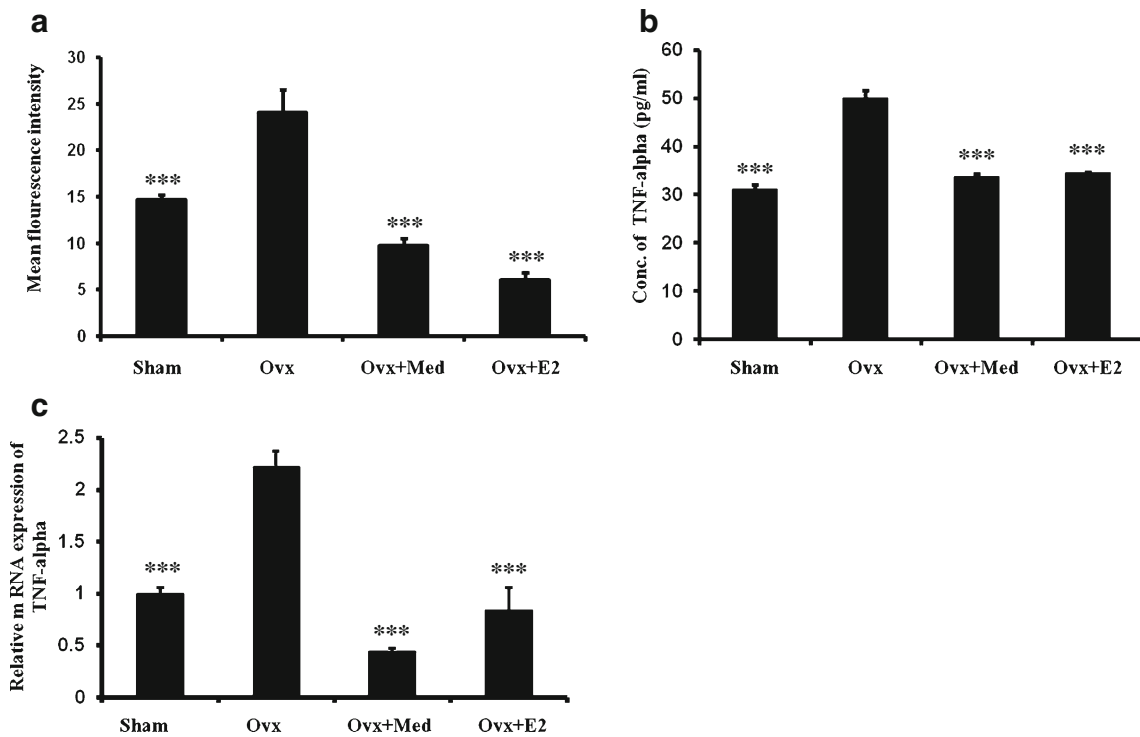 a
Mean flourescence intensity
30
25
20
15
10
5
0
***
***
***
Sham Ovx Ovx+Med Ovx+E2
b
Conc. of TNF-alpha (pg/ml)
60
50
40
30
20
10
0
***
***
***
Sham Ovx Ovx+Med Ovx+E2
c
Relative m RNA expression of
TNF-alpha
2.5
2
1.5
1
0.5
0
***
***
***
Sham Ovx Ovx+Med Ovx+E2